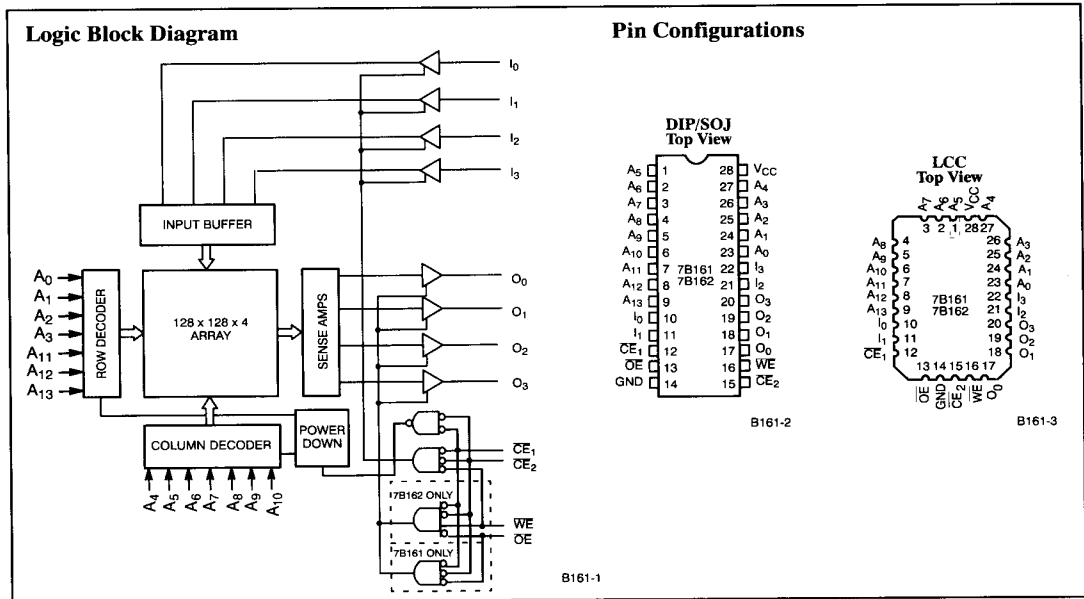 Logic Block Diagram
I0
I1
I2
I3
INPUT BUFFER
A0
A1
A2
A3
A11
A12
A13
ROW DECODER
128 x 128 x 4
ARRAY
SENSE AMPS
O0
O1
O2
O3
COLUMN DECODER
POWER
DOWN
A4
A5
A6
A7
A8
A9
A10
CE1
CE2
7B162 ONLY
WE
OE
7B161 ONLY
B161-1
Pin Configurations
DIP/SOJ
Top View
A5 1 28 VCC
A6 2 27 A4
A7 3 26 A3
A8 4 25 A2
A9 5 24 A1
A10 6 23 A0
A11 7 7B161 22 I3
A12 8 7B162 21 I2
A13 9 20 O3
I0 10 19 O2
I1 11 18 O1
CE1 12 17 O0
OE 13 16 WE
GND 14 15 CE2
B161-2
LCC
Top View
A7 A6 A5 VCC A4
3 2 1 28 27
A8 4 26 A3
A9 5 25 A2
A10 6 24 A1
A11 7 23 A0
A12 8 7B161 22 I3
A13 9 7B162 21 I2
I0 10 20 O3
I1 11 19 O2
CE1 12 18 O1
13 14 15 16 17
OE GND CE2 WE O0
B161-3